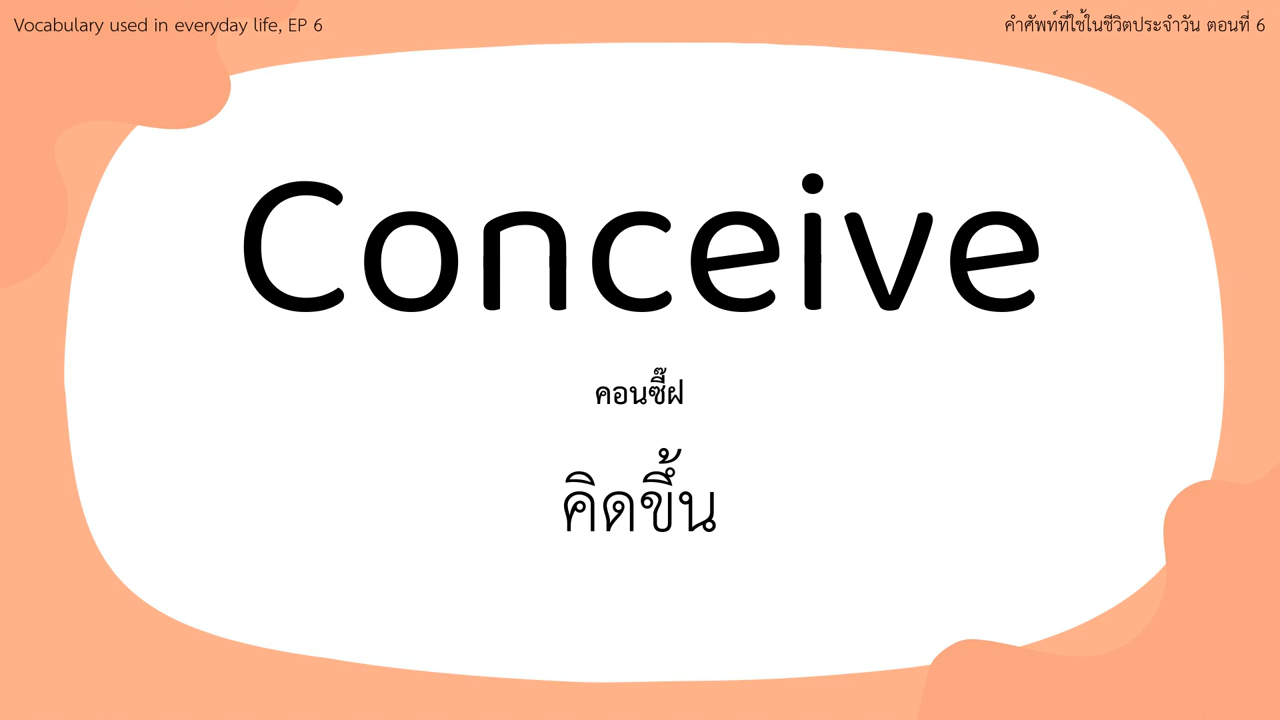 Vocabulary used in everyday life, EP 6
คำศัพท์ที่ใช้ในชีวิตประจำวัน ตอนที่ 6
Conceive
คอนซี๊ฝ
คิดขึ้น